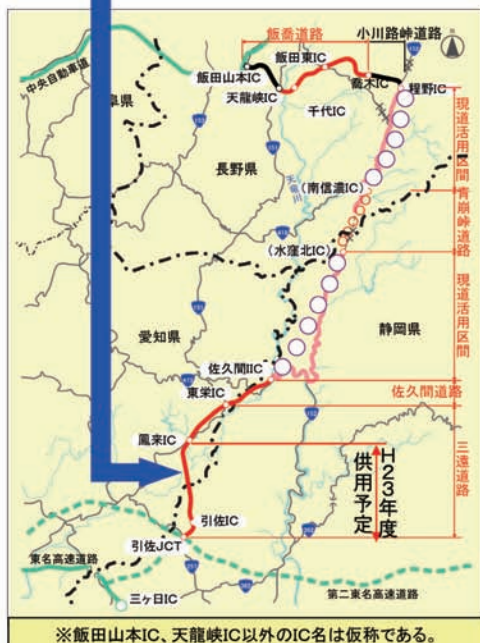 飯喬道路
小川路峠道路
中央自動車道
飯田山本IC
飯田東IC
天龍峡IC
喬木IC
程野IC
千代IC
阜県
長野県
天竜川
現道活用区間
(南信濃IC)
青崩峠道路
(水窪北IC)
現道活用区間
静岡県
愛知県
佐久間IIC
佐久間道路
東栄IC
鳳来IC
三遠道路
H23年度
供用予定
引佐IC
引佐JCT
東名高速道路
三ヶ日IC
第二東名高速道路
※飯田山本IC、天龍峡IC以外のIC名は仮称である。